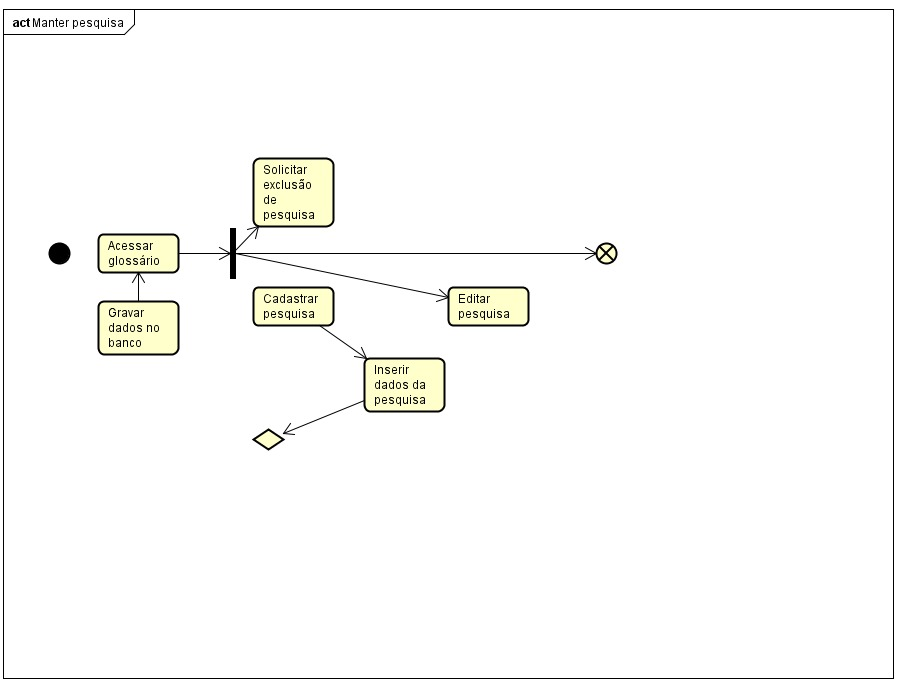 act Manter pesquisa
Solicitar
exclusão
de
pesquisa
Acessar
glossário
Cadastrar
pesquisa
Editar
pesquisa
Gravar
dados no
banco
Inserir
dados da
pesquisa